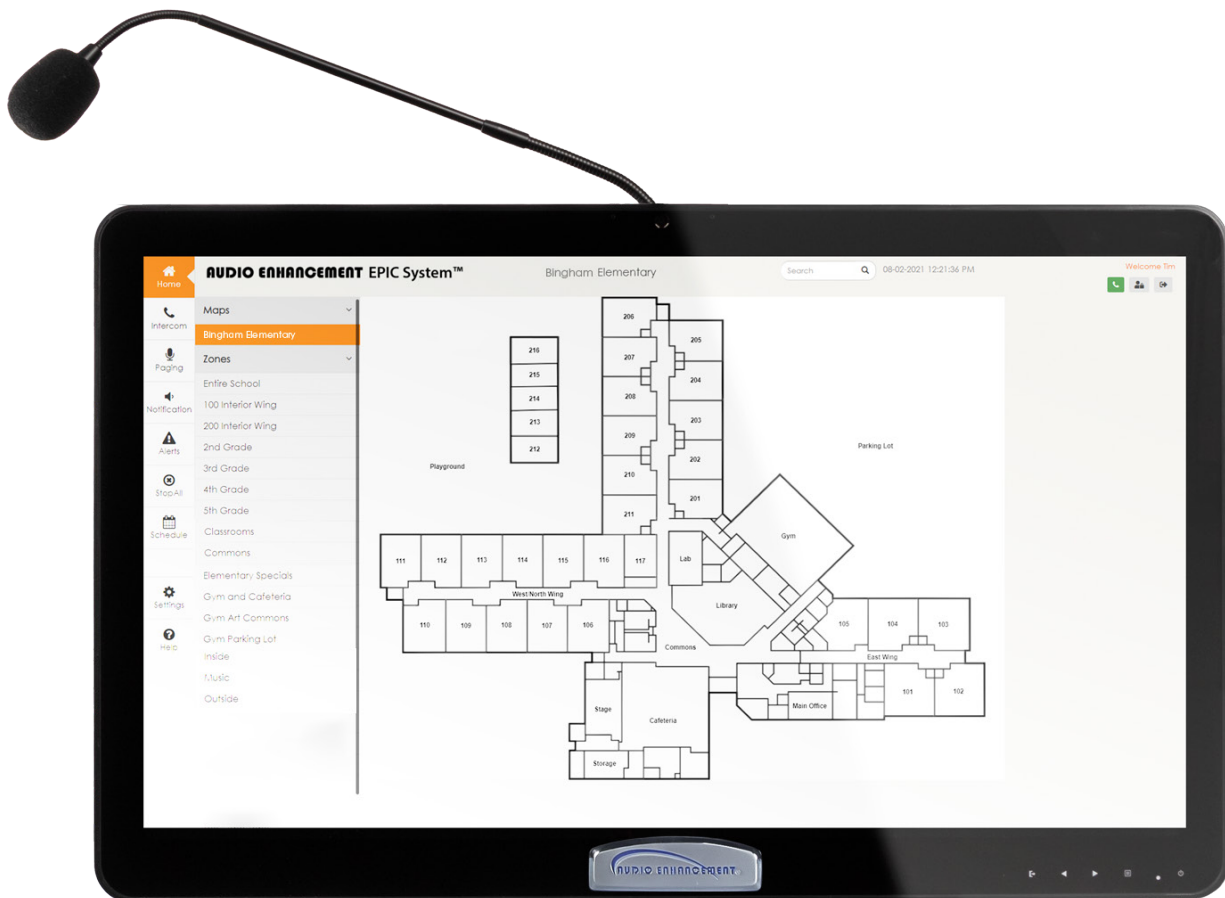 AUDIO ENHANCEMENT EPIC System™
Bingham Elementary
Search
08-02-2021 12:21:36 PM
Welcome Tim
Home
Intercom
Paging
Notification
Alerts
StopAll
Schedule
Settings
Help
Maps
Bingham Elementary
Zones
Entire School
100 Interior Wing
200 Interior Wing
2nd Grade
3rd Grade
4th Grade
5th Grade
Classrooms
Commons
Elementary Specials
Gym and Cafeteria
Gym Art Commons
Gym Parking Lot
Inside
Music
Outside
206
205
216
207
215
204
214
208
213
203
209
212
202
Parking Lot
Playground
210
201
211
Gym
111
112
113
114
115
116
117
Lab
West North Wing
Library
110
109
108
107
106
105
104
103
Commons
East Wing
101
102
Stage
Main Office
Cafeteria
Storage
AUDIO ENHANCEMENT